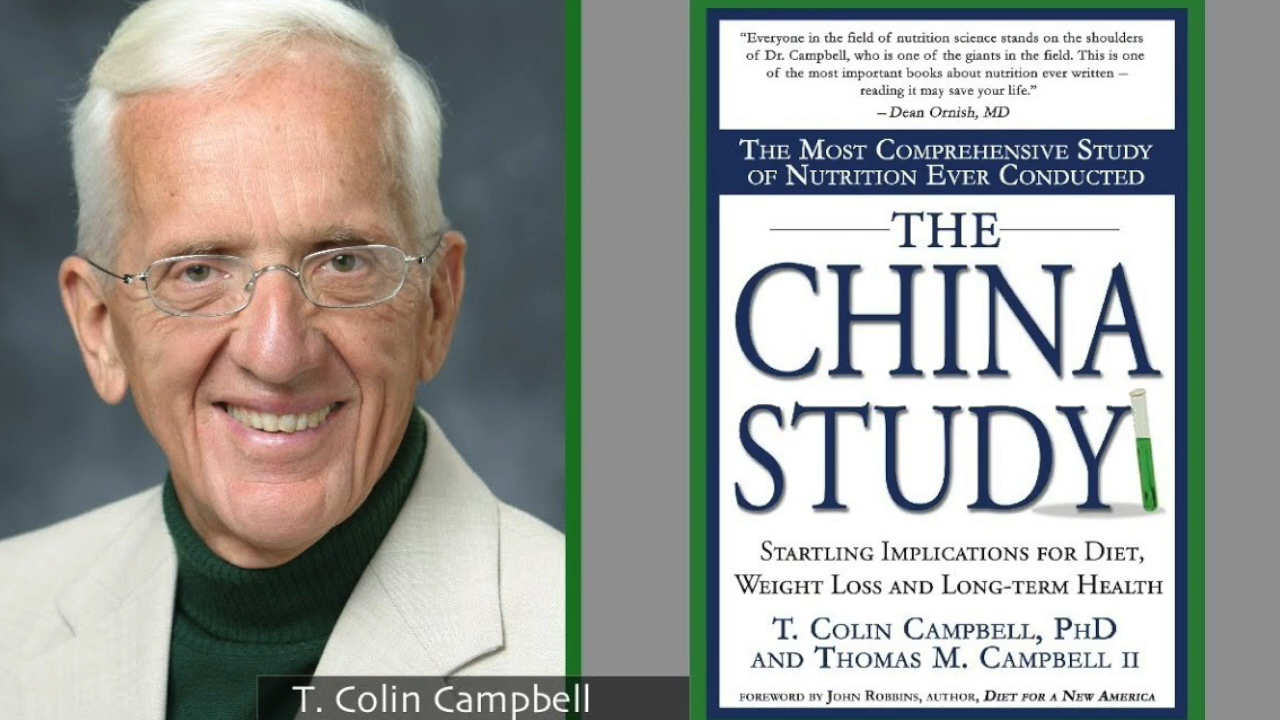 T. Colin Campbell
“Everyone in the field of nutrition science stands on the shoulders
of Dr. Campbell, who is one of the giants in the field. This is one
of the most important books about nutrition ever written –
reading it may save your life.”
– Dean Ornish, MD
The Most Comprehensive Study
of Nutrition Ever Conducted
THE
CHINA
STUDY
Startling Implications for Diet,
Weight Loss and Long-term Health
T. Colin Campbell, PhD
and Thomas M. Campbell II
foreword by John Robbins, author, Diet for a New America